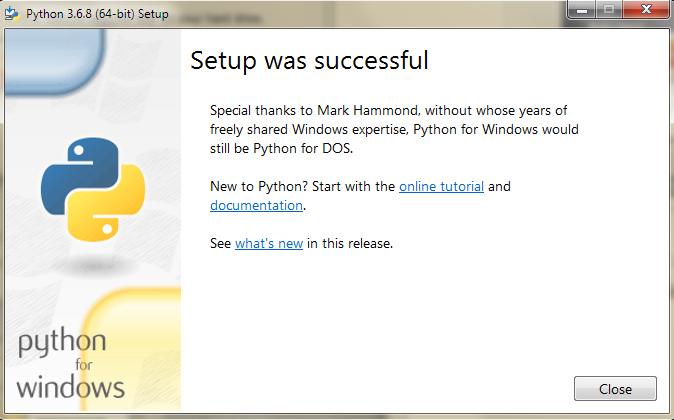 Python 3.6.8 (64-bit) Setup
Setup was successful
Special thanks to Mark Hammond, without whose years of
freely shared Windows expertise, Python for Windows would
still be Python for DOS.
New to Python? Start with the online tutorial and
documentation.
See what's new in this release.
python
for
windows
Close